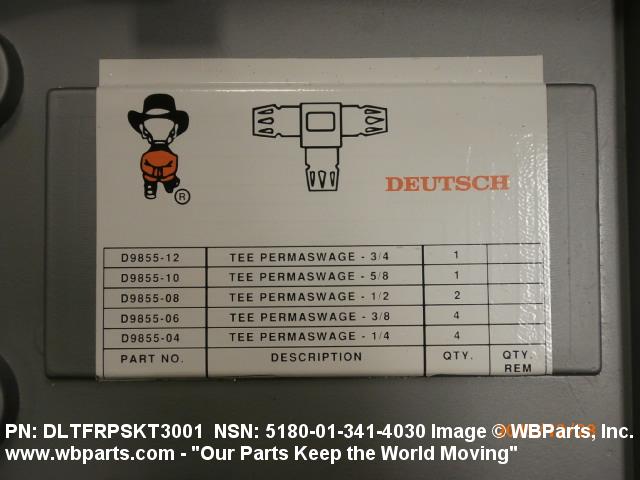 ®
DEUTSCH
D9855-12 TEE PERMASWAGE - 3/4 1
D9855-10 TEE PERMASWAGE - 5/8 1
D9855-08 TEE PERMASWAGE - 1/2 2
D9855-06 TEE PERMASWAGE - 3/8 4
D9855-04 TEE PERMASWAGE - 1/4 4
PART NO. DESCRIPTION QTY. QTY.
REM
PN: DLTFRPSKT3001 NSN: 5180-01-341-4030 Image © WBParts, Inc.
www.wbparts.com - "Our Parts Keep the World Moving"